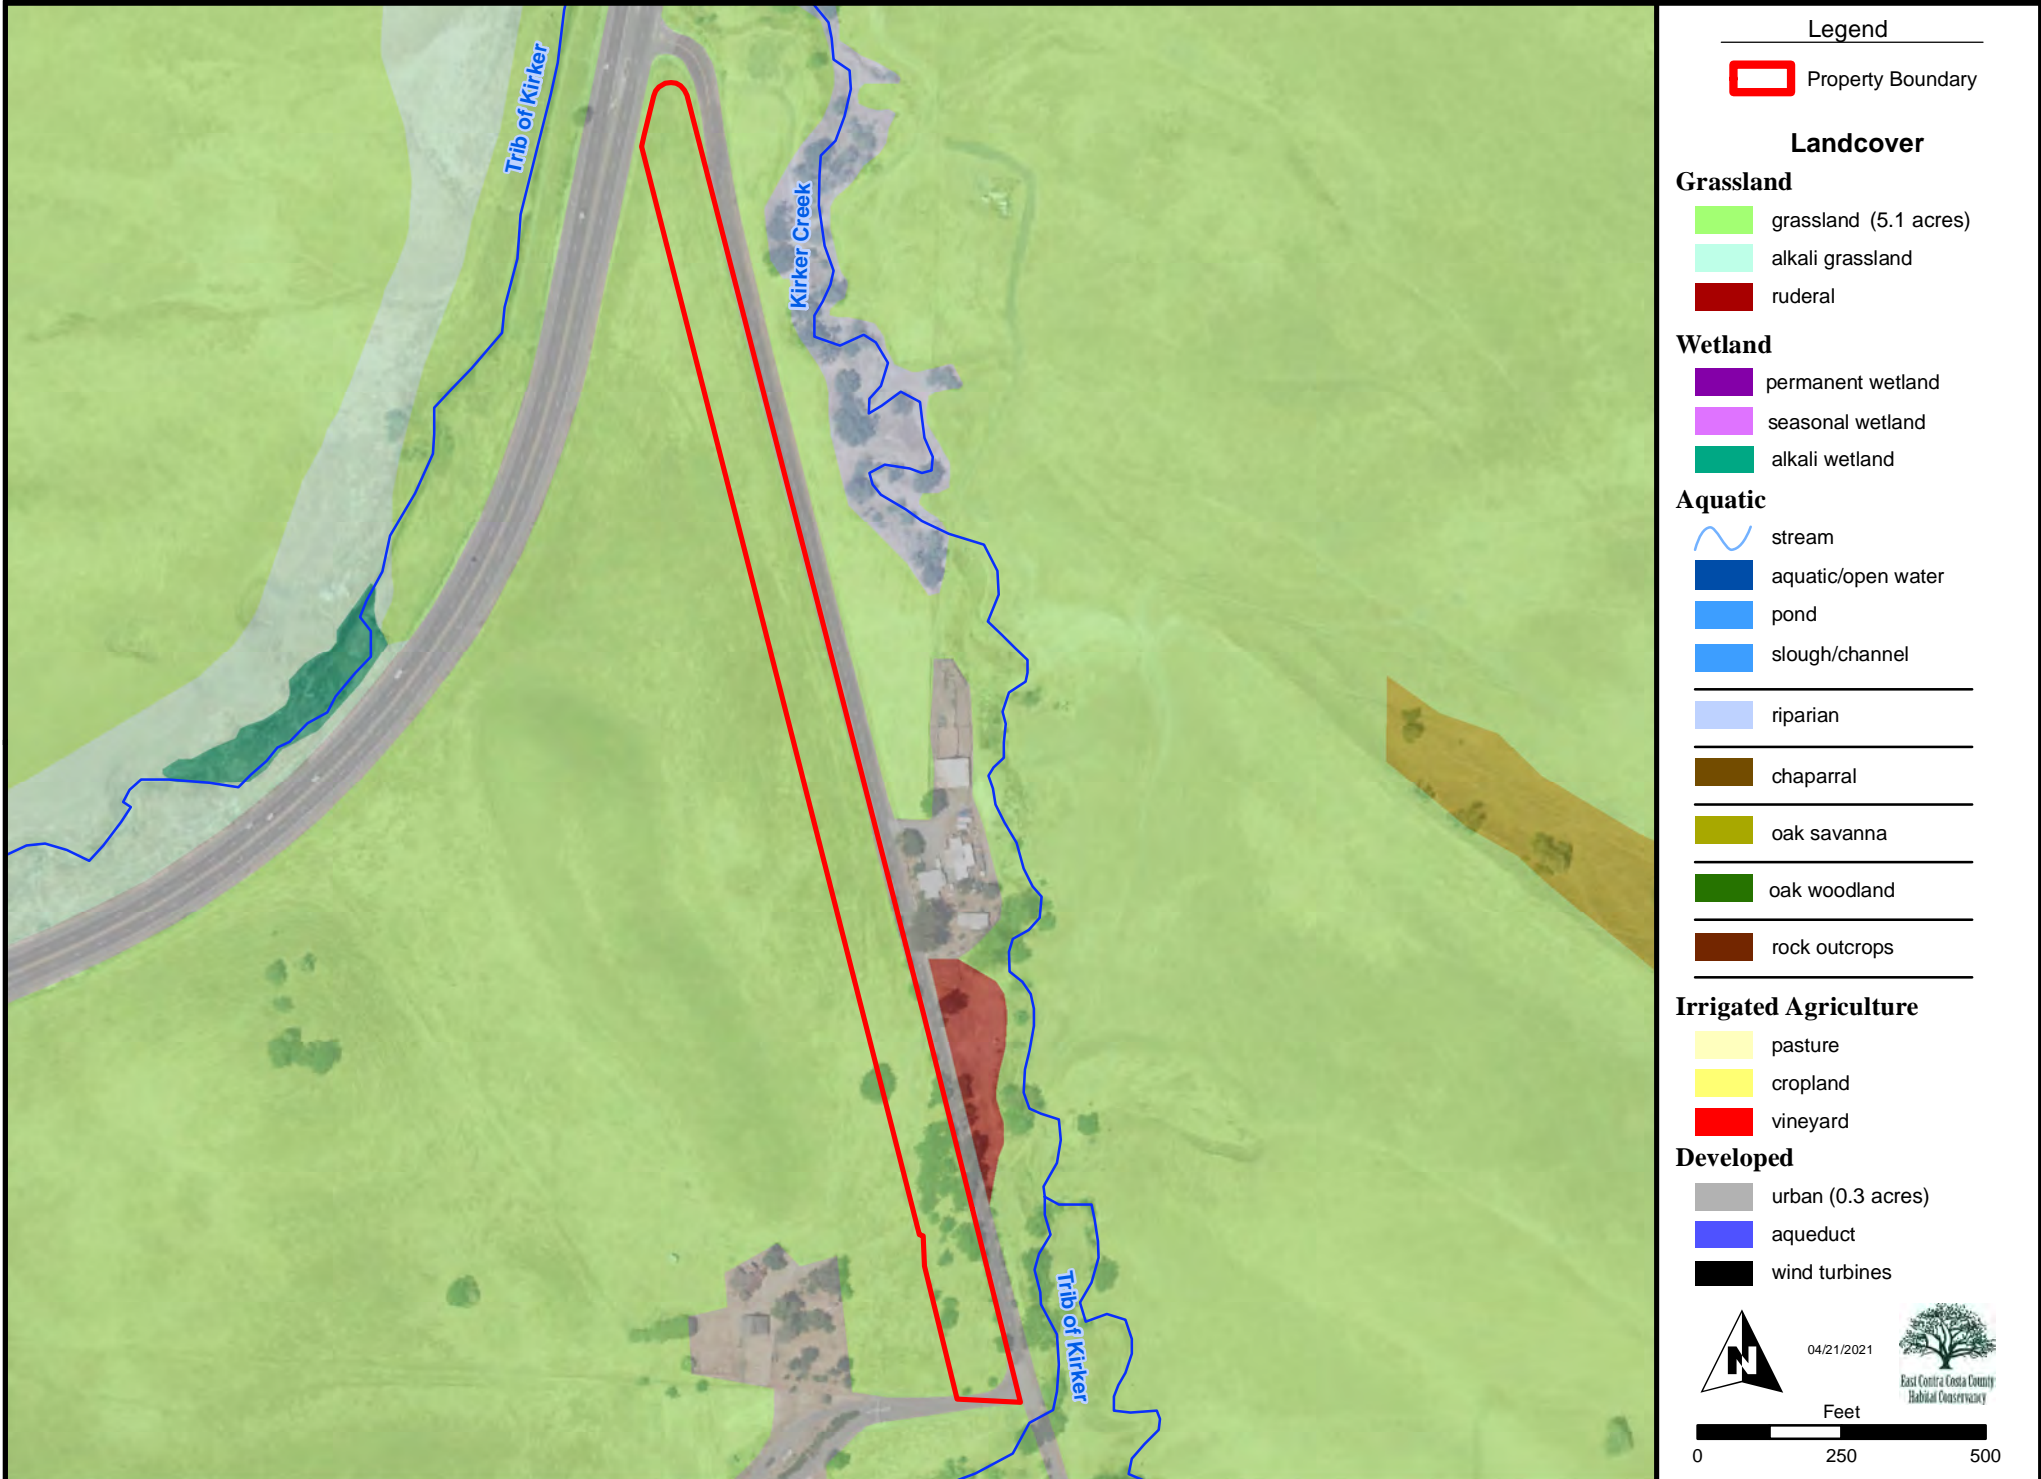 Trib of Kirker
Kirker Creek
Trib of Kirker
Legend
Property Boundary
Landcover
Grassland
grassland (5.1 acres)
alkali grassland
ruderal
Wetland
permanent wetland
seasonal wetland
alkali wetland
Aquatic
stream
aquatic/open water
pond
slough/channel
riparian
chaparral
oak savanna
oak woodland
rock outcrops
Irrigated Agriculture
pasture
cropland
vineyard
Developed
urban (0.3 acres)
aqueduct
wind turbines
N
04/21/2021
East Contra Costa County
Habitat Conservancy
Feet
0 250 500